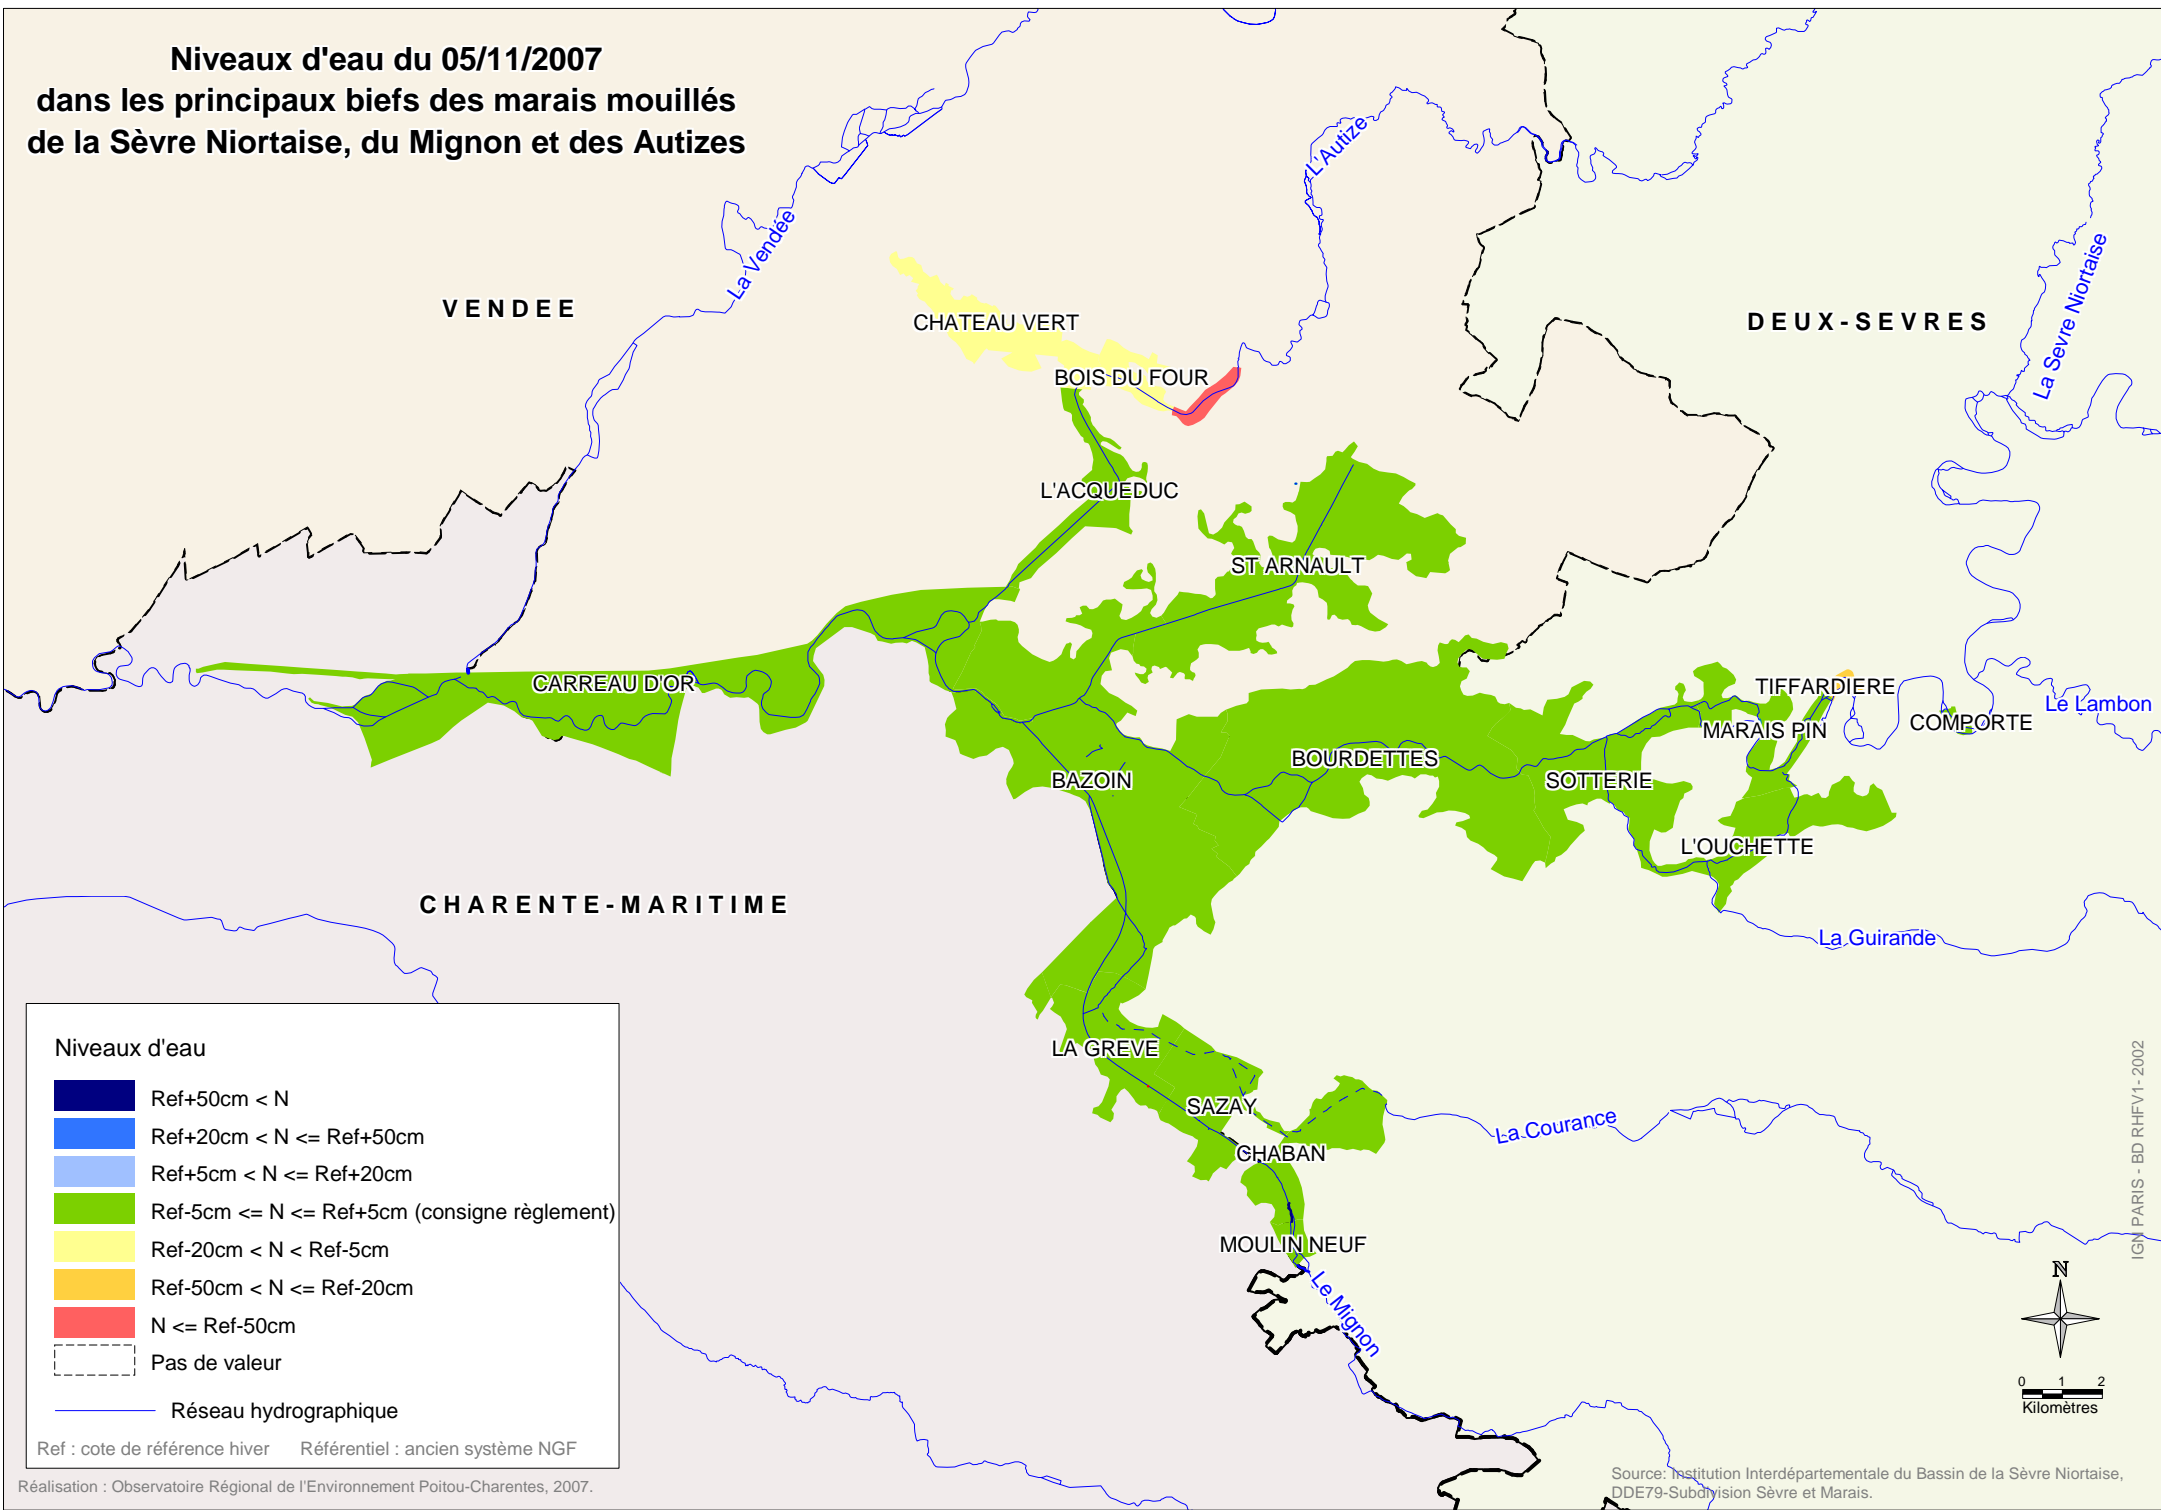 Niveaux d'eau du 05/11/2007
dans les principaux biefs des marais mouillés
de la Sèvre Niortaise, du Mignon et des Autizes
L'Autize
La Vendée
VENDEE
CHATEAU VERT
DEUX-SEVRES
La Sevre Niortaise
BOIS DU FOUR
L'ACQUEDUC
ST ARNAULT
CARREAU D'OR
TIFFARDIERE
Le Lambon
MARAIS PIN
COMPORTE
BOURDETTES
BAZOIN
SOTTERIE
L'OUCHETTE
CHARENTE-MARITIME
La Guirande
LA GREVE
SAZAY
La Courance
CHABAN
MOULIN NEUF
Le Mignon
Niveaux d'eau
Ref+50cm < N
Ref+20cm < N <= Ref+50cm
Ref+5cm < N <= Ref+20cm
Ref-5cm <= N <= Ref+5cm (consigne règlement)
Ref-20cm < N < Ref-5cm
Ref-50cm < N <= Ref-20cm
N <= Ref-50cm
Pas de valeur
Réseau hydrographique
Ref : cote de référence hiver Référentiel : ancien système NGF
Réalisation : Observatoire Régional de l'Environnement Poitou-Charentes, 2007.
IGN PARIS - BD RHFV1- 2002
N
0 1 2
Kilomètres
Source: Institution Interdépartementale du Bassin de la Sèvre Niortaise,
DDE79-Subdivision Sèvre et Marais.